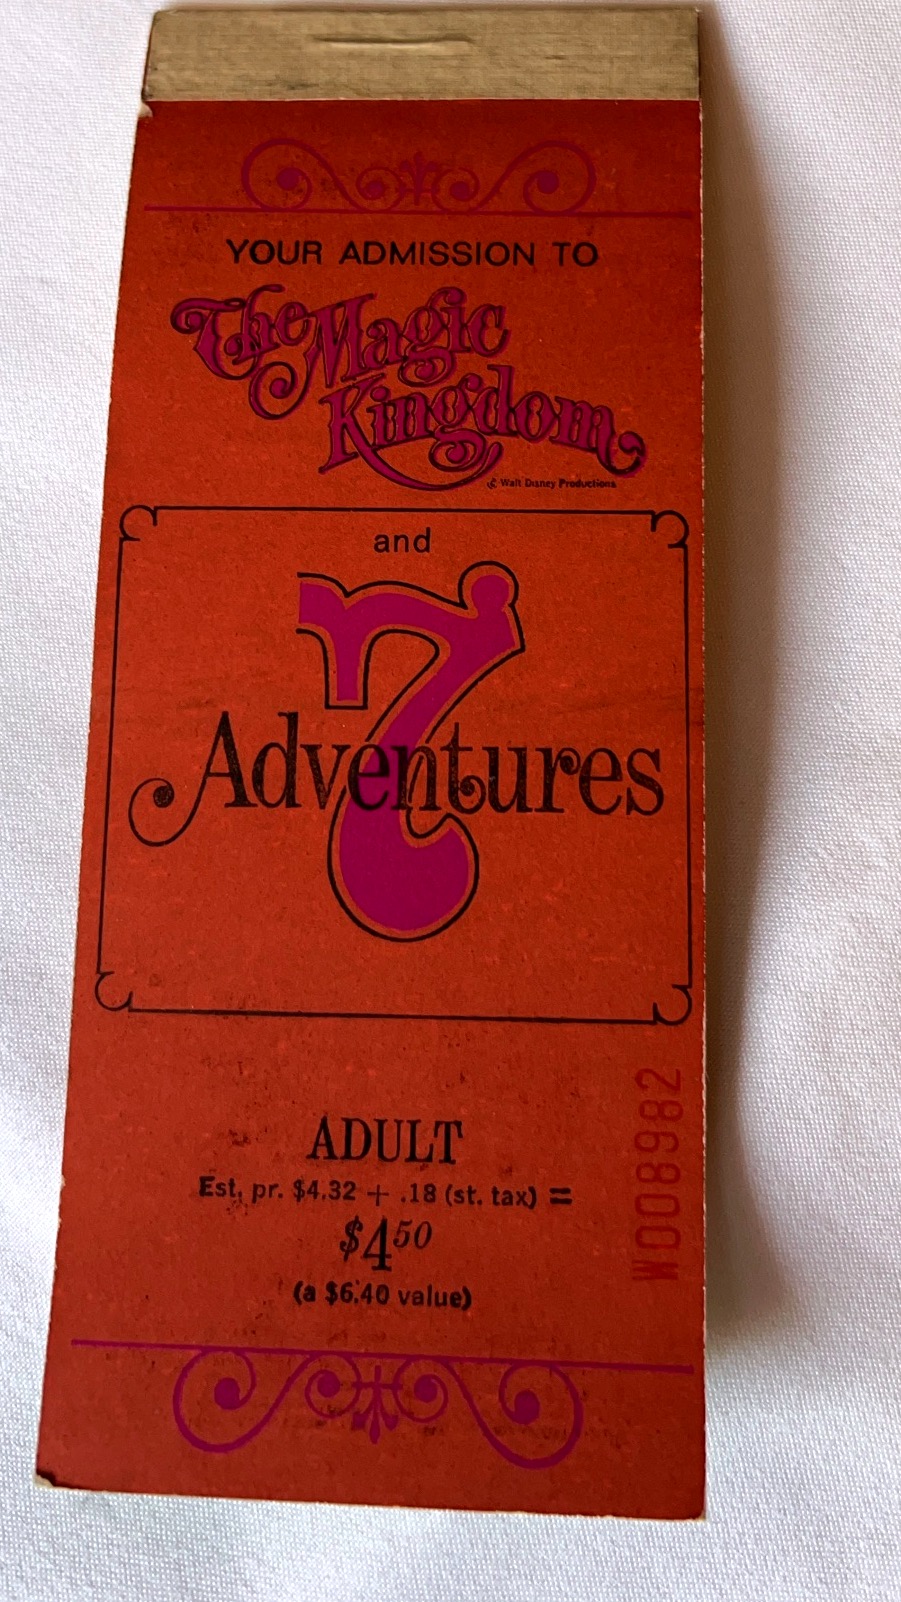 YOUR ADMISSION TO
The Magic
Kingdom
© Walt Disney Productions
and
7
Adventures
ADULT
Est. pr. $4.32 + .18 (st. tax) =
$4.50
(a $6.40 value)
W008982